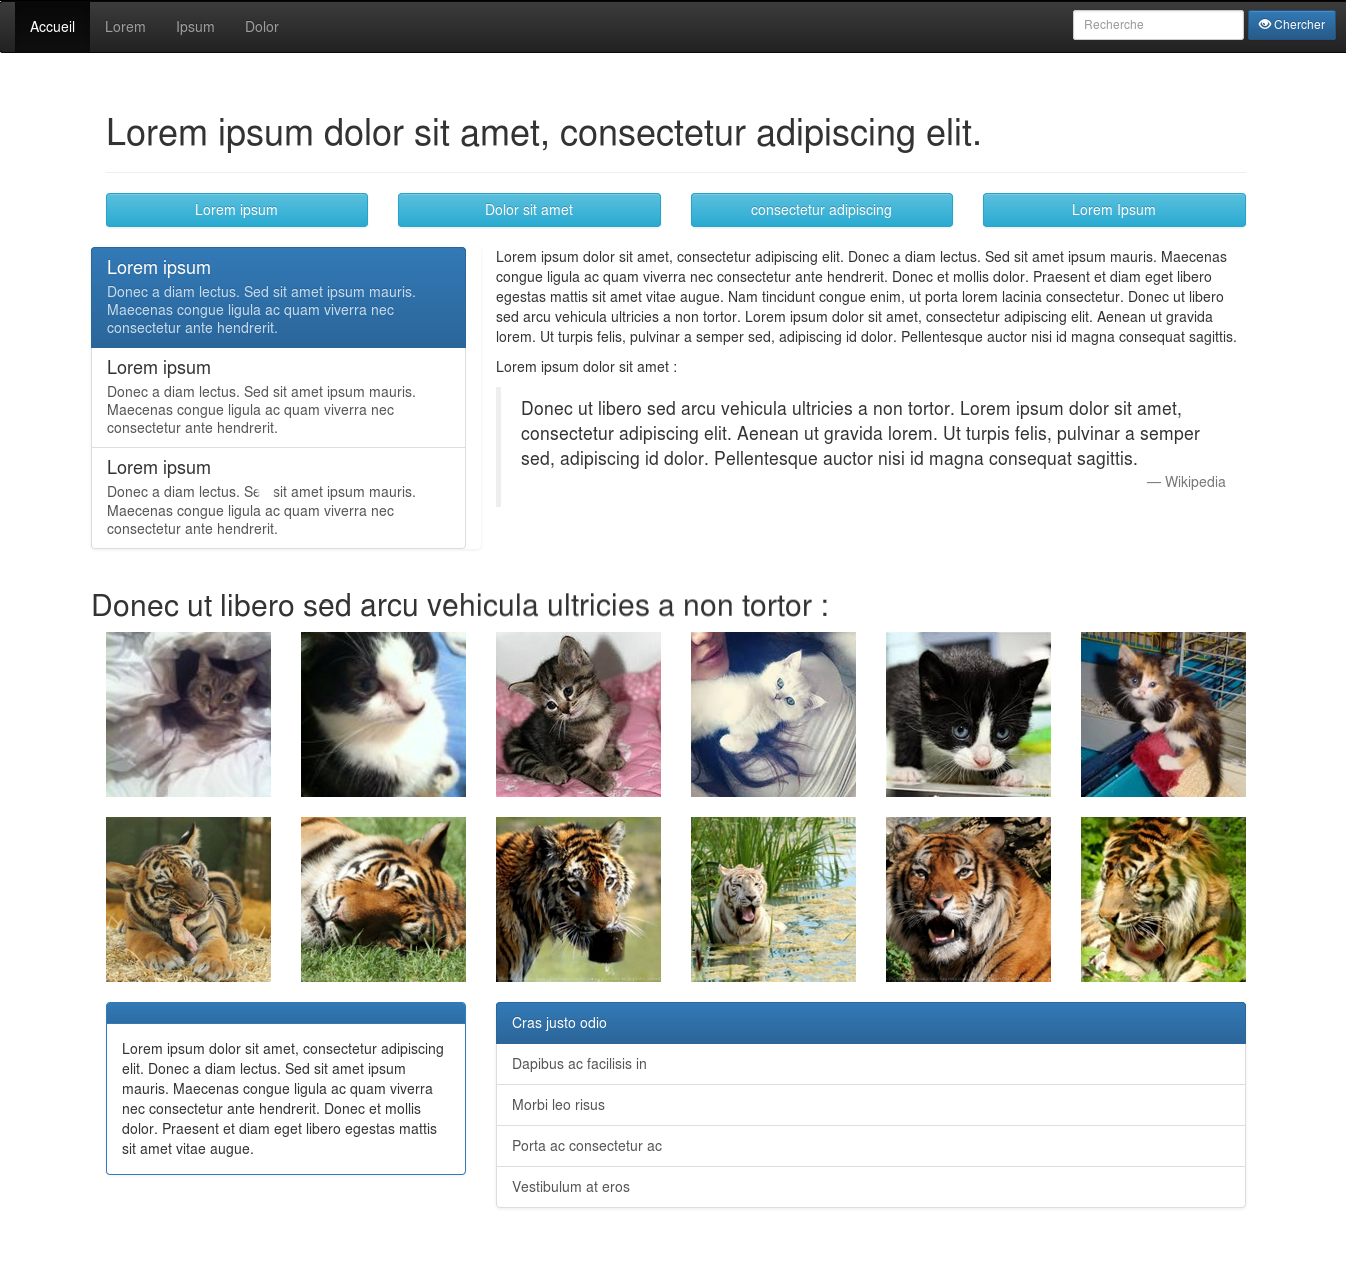 Accueil Lorem Ipsum Dolor Recherche Chercher
Lorem ipsum dolor sit amet, consectetur adipiscing elit.
Lorem ipsum Dolor sit amet consectetur adipiscing Lorem Ipsum
Lorem ipsum
Donec a diam lectus. Sed sit amet ipsum mauris.
Maecenas congue ligula ac quam viverra nec
consectetur ante hendrerit.
Lorem ipsum
Donec a diam lectus. Sed sit amet ipsum mauris.
Maecenas congue ligula ac quam viverra nec
consectetur ante hendrerit.
Lorem ipsum
Donec a diam lectus. Se sit amet ipsum mauris.
Maecenas congue ligula ac quam viverra nec
consectetur ante hendrerit.
Lorem ipsum dolor sit amet, consectetur adipiscing elit. Donec a diam lectus. Sed sit amet ipsum mauris. Maecenas
congue ligula ac quam viverra nec consectetur ante hendrerit. Donec et mollis dolor. Praesent et diam eget libero
egestas mattis sit amet vitae augue. Nam tincidunt congue enim, ut porta lorem lacinia consectetur. Donec ut libero
sed arcu vehicula ultricies a non tortor. Lorem ipsum dolor sit amet, consectetur adipiscing elit. Aenean ut gravida
lorem. Ut turpis felis, pulvinar a semper sed, adipiscing id dolor. Pellentesque auctor nisi id magna consequat sagittis.
Lorem ipsum dolor sit amet :
Donec ut libero sed arcu vehicula ultricies a non tortor. Lorem ipsum dolor sit amet,
consectetur adipiscing elit. Aenean ut gravida lorem. Ut turpis felis, pulvinar a semper
sed, adipiscing id dolor. Pellentesque auctor nisi id magna consequat sagittis.
— Wikipedia
Donec ut libero sed arcu vehicula ultricies a non tortor :
Lorem ipsum dolor sit amet, consectetur adipiscing
elit. Donec a diam lectus. Sed sit amet ipsum
mauris. Maecenas congue ligula ac quam viverra
nec consectetur ante hendrerit. Donec et mollis
dolor. Praesent et diam eget libero egestas mattis
sit amet vitae augue.
Cras justo odio
Dapibus ac facilisis in
Morbi leo risus
Porta ac consectetur ac
Vestibulum at eros